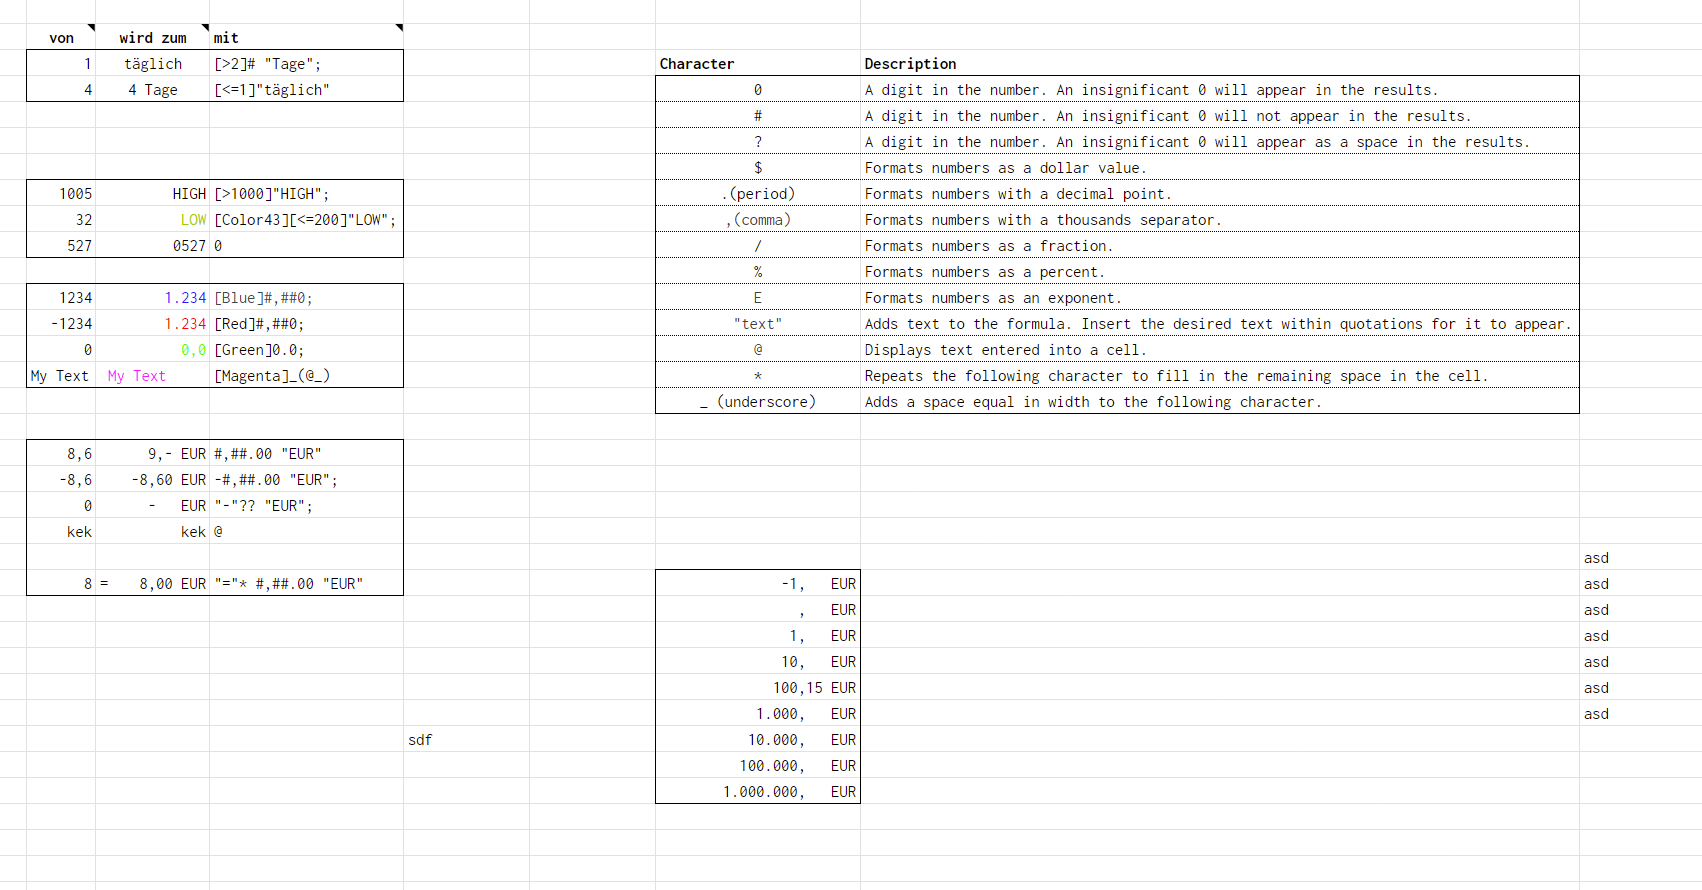 von wird zum mit
1 täglich [>2]# "Tage";
4 4 Tage [<=1]"täglich"
1005 HIGH [>1000]"HIGH";
32 LOW [Color43][<=200]"LOW";
527 0527 0
1234 1.234 [Blue]#,##0;
-1234 1.234 [Red]#,##0;
0 0,0 [Green]0.0;
My Text My Text [Magenta]_(@_)
8,6 9,- EUR #,##.00 "EUR"
-8,6 -8,60 EUR -#,##.00 "EUR";
0 - EUR "-"?? "EUR";
kek kek @
8 = 8,00 EUR "="* #,##.00 "EUR"
sdf
Character Description
0 A digit in the number. An insignificant 0 will appear in the results.
# A digit in the number. An insignificant 0 will not appear in the results.
? A digit in the number. An insignificant 0 will appear as a space in the results.
$ Formats numbers as a dollar value.
.(period) Formats numbers with a decimal point.
,(comma) Formats numbers with a thousands separator.
/ Formats numbers as a fraction.
% Formats numbers as a percent.
E Formats numbers as an exponent.
"text" Adds text to the formula. Insert the desired text within quotations for it to appear.
@ Displays text entered into a cell.
* Repeats the following character to fill in the remaining space in the cell.
_ (underscore) Adds a space equal in width to the following character.
asd
-1, EUR asd
, EUR asd
1, EUR asd
10, EUR asd
100,15 EUR asd
1.000, EUR asd
10.000, EUR
100.000, EUR
1.000.000, EUR